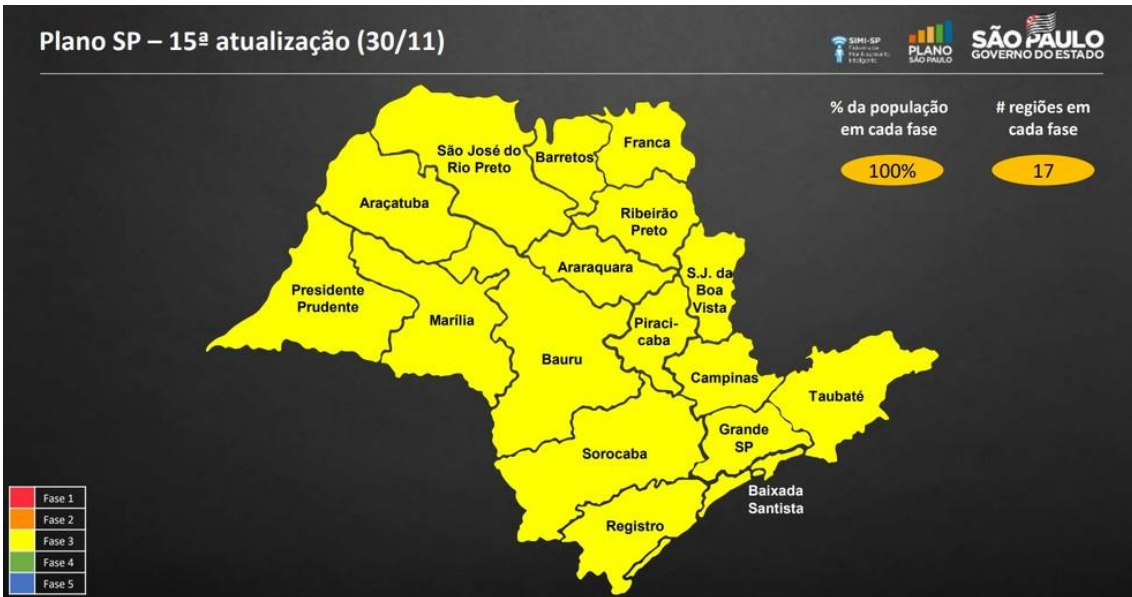 Plano SP – 15ª atualização (30/11)
SIMI-SP
PLANO
SÃO PAULO
SÃO PAULO
GOVERNO DO ESTADO
% da população
em cada fase
# regiões em
cada fase
100%
17
São José do
Rio Preto
Barretos
Franca
Araçatuba
Ribeirão
Preto
Araraquara
S.J. da
Boa
Vista
Presidente
Prudente
Marília
Piraci-
caba
Bauru
Campinas
Taubaté
Grande
SP
Sorocaba
Baixada
Santista
Registro
Fase 1
Fase 2
Fase 3
Fase 4
Fase 5